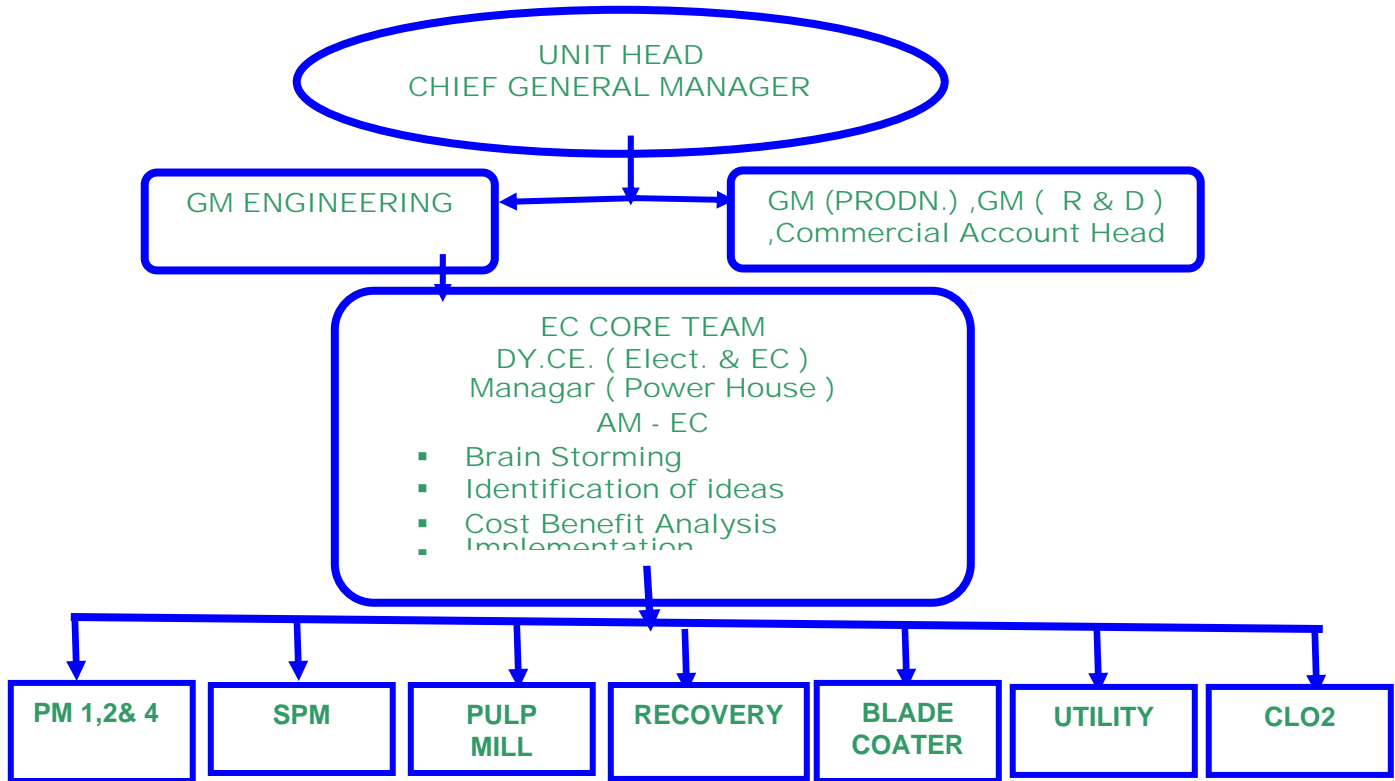 UNIT HEAD
CHIEF GENERAL MANAGER
GM ENGINEERING
GM (PRODN.) ,GM ( R & D )
,Commercial Account Head
EC CORE TEAM
DY.CE. ( Elect. & EC )
Managar ( Power House )
AM - EC
▪ Brain Storming
▪ Identification of ideas
▪ Cost Benefit Analysis
▪ Implementation
PM 1,2& 4
SPM
PULP
MILL
RECOVERY
BLADE
COATER
UTILITY
CLO2